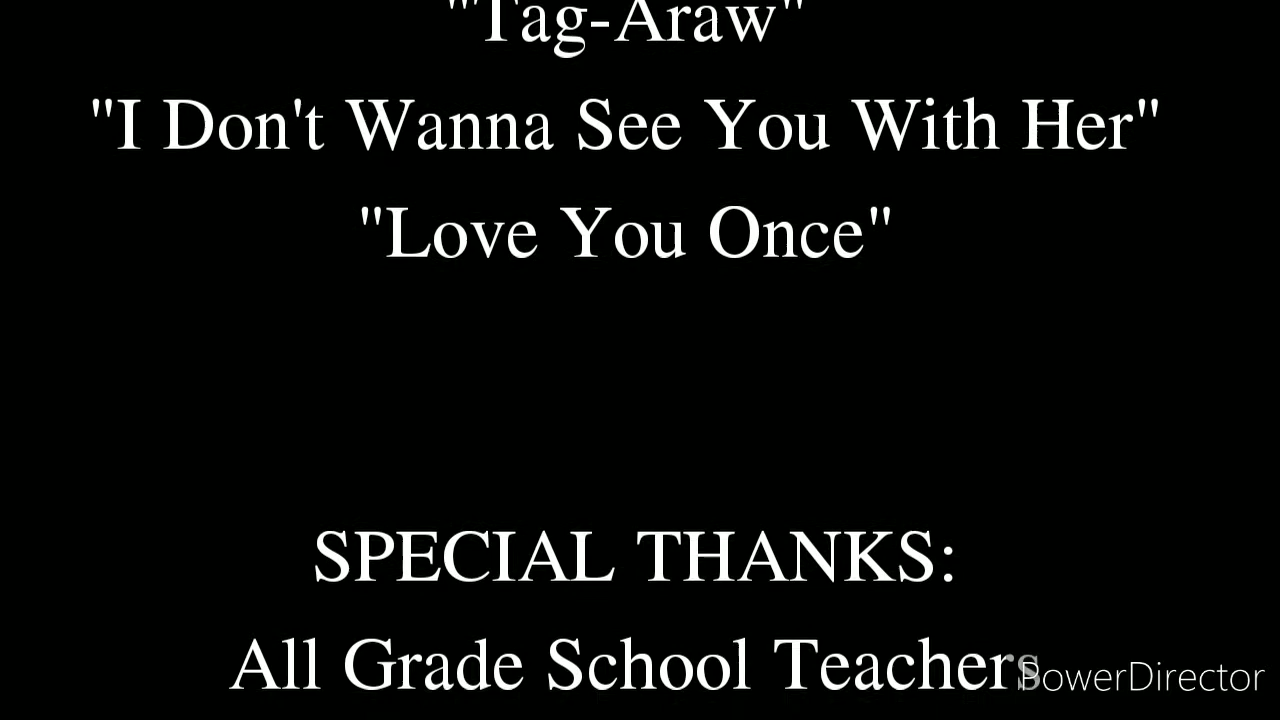 "Tag-Araw"
"I Don't Wanna See You With Her"
"Love You Once"
SPECIAL THANKS:
All Grade School Teachers
PowerDirector